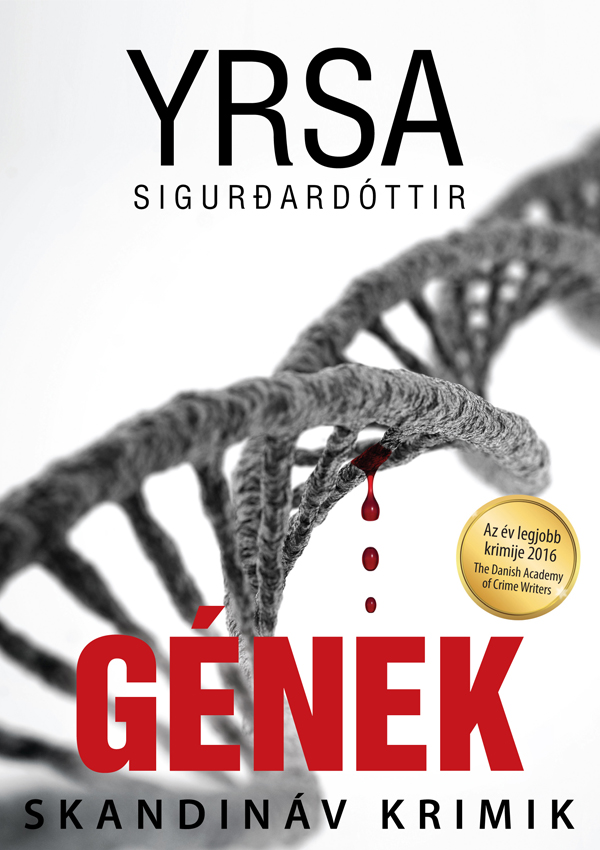 YRSA
SIGURÐARDÓTTIR
Az év legjobb
krimije 2016
The Danish Academy
of Crime Writers
GÉNEK
SKANDINÁV KRIMIK